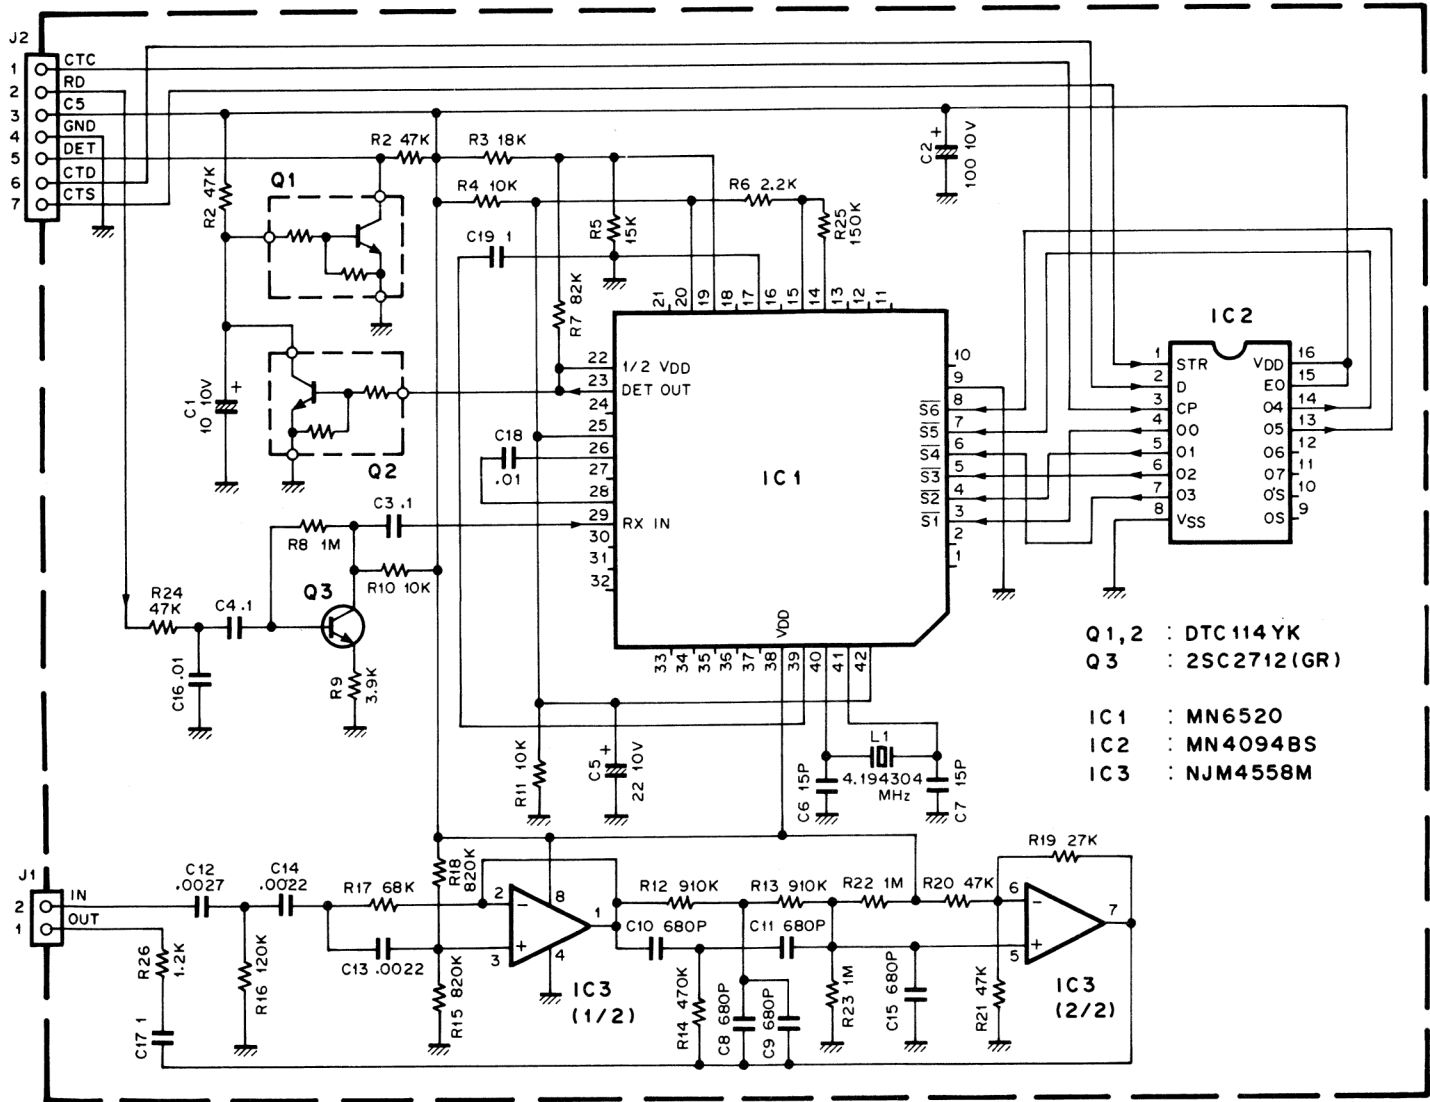 J2
1 CTC
2 RD
3 C5
4 GND
5 DET
6 CTD
7 CTS
R2 47K
R2 47K
R3 18K
R4 10K
R6 2.2K
R5 15K
R25 150K
C2 + 100 10V
Q1
C19 1
R7 82K
C1 + 10 10V
Q2
C18 .01
C3 .1
R8 1M
R10 10K
Q3
R24 47K
C4 .1
C16 .01
R9 3.9K
21 20 19 18 17 16 15 14 13 12 11
22 1/2 VDD
23 DET OUT
24
25
26
27
28
29 RX IN
30
31
32
IC1
10
9
8 S6
7 S5
6 S4
5 S3
4 S2
3 S1
2
1
VDD
33 34 35 36 37 38 39 40 41 42
IC2
1 STR VDD 16
2 D EO 15
3 CP O4 14
4 O0 O5 13
5 O1 O6 12
6 O2 O7 11
7 O3 O'S 10
8 VSS OS 9
Q1,2 : DTC114YK
Q3 : 2SC2712(GR)
IC1 : MN6520
IC2 : MN4094BS
IC3 : NJM4558M
R11 10K
C5 + 22 10V
C6 15P
L1
4.194304
MHz
C7 15P
J1
2 IN
1 OUT
C12 .0027
C14 .0022
R17 68K
R18 820K
C13 .0022
R26 1.2K
R16 120K
R15 820K
C17 1
2 −
3 +
8
4
1
IC3
(1/2)
R12 910K
R13 910K
R22 1M
R20 47K
R19 27K
C10 680P
C11 680P
R14 470K
C8 680P
C9 680P
R23 1M
C15 680P
R21 47K
6 −
5 +
7
IC3
(2/2)